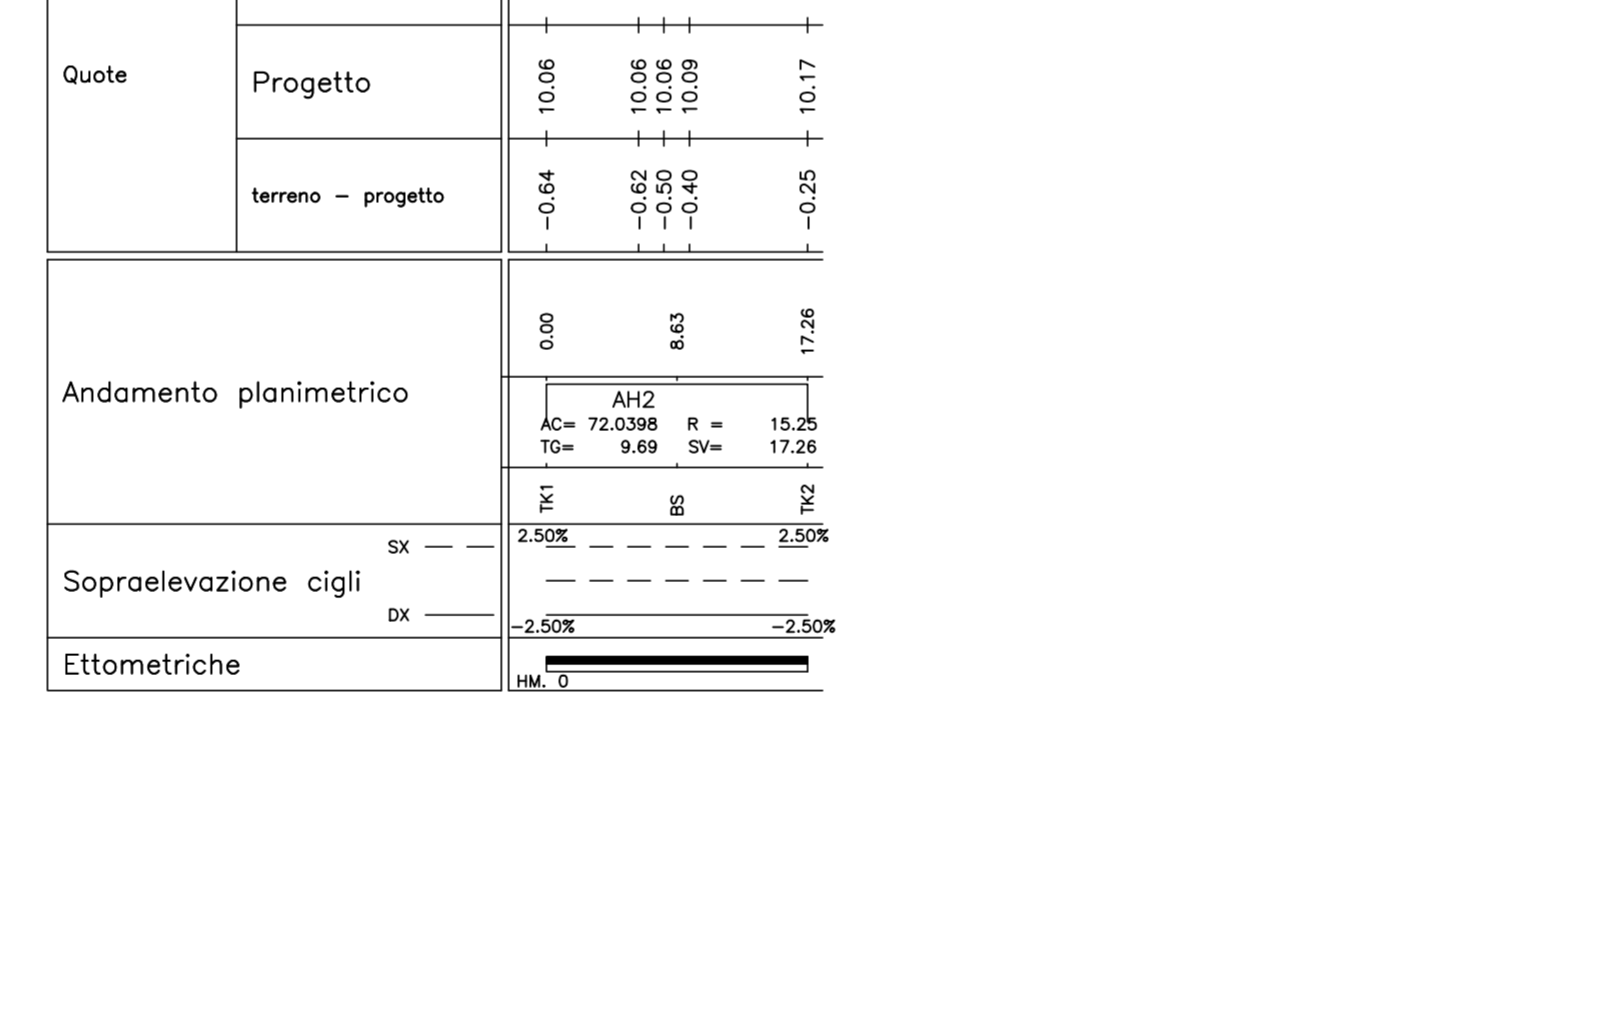 Quote
Progetto
10.06 10.06 10.06 10.09 10.17
terreno – progetto
–0.64 –0.62 –0.50 –0.40 –0.25
Andamento planimetrico
0.00 8.63 17.26
AH2
AC= 72.0398 R = 15.25
TG= 9.69 SV= 17.26
TK1 BS TK2
Sopraelevazione cigli
SX
DX
2.50% 2.50%
–2.50% –2.50%
Ettometriche
HM. 0